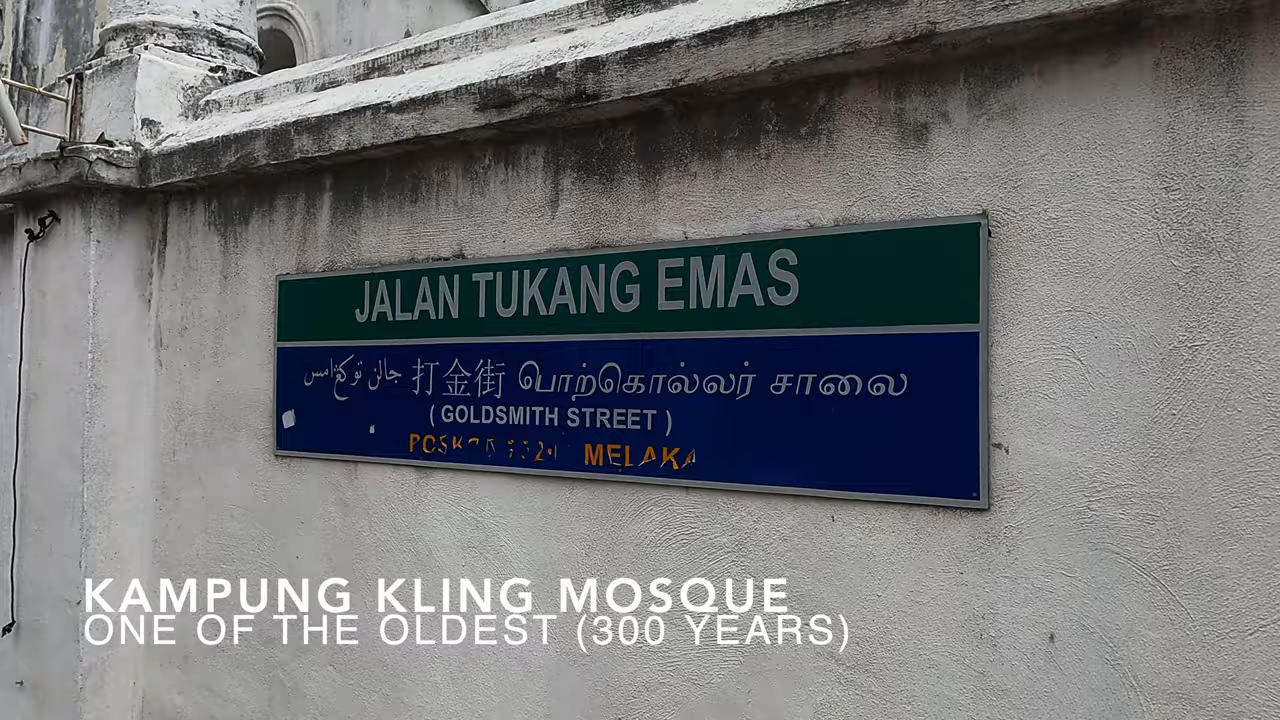 JALAN TUKANG EMAS
جالن توکڠ امس 打金街 பொற்கொல்லர் சாலை
( GOLDSMITH STREET )
MELAKA
KAMPUNG KLING MOSQUE
ONE OF THE OLDEST (300 YEARS)